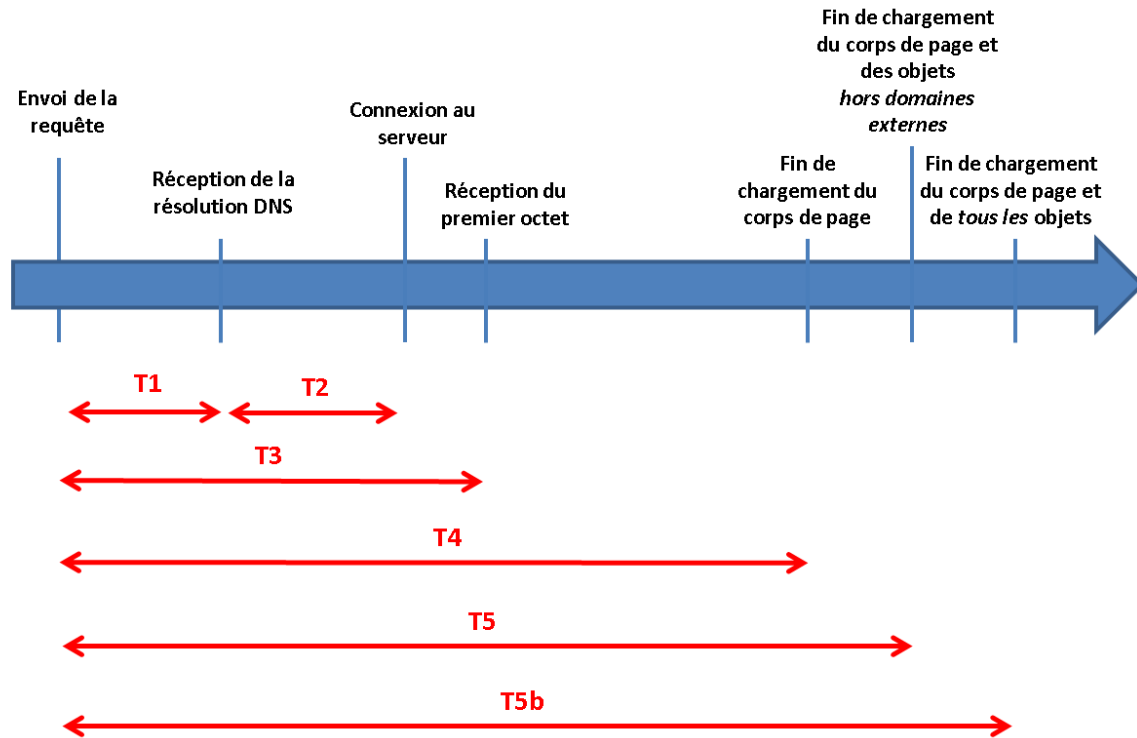 Envoi de la
requête
Réception de la
résolution DNS
Connexion au
serveur
Réception du
premier octet
Fin de
chargement du
corps de page
Fin de chargement
du corps de page et
des objets
hors domaines
externes
Fin de chargement
du corps de page et
de tous les objets
T1
T2
T3
T4
T5
T5b